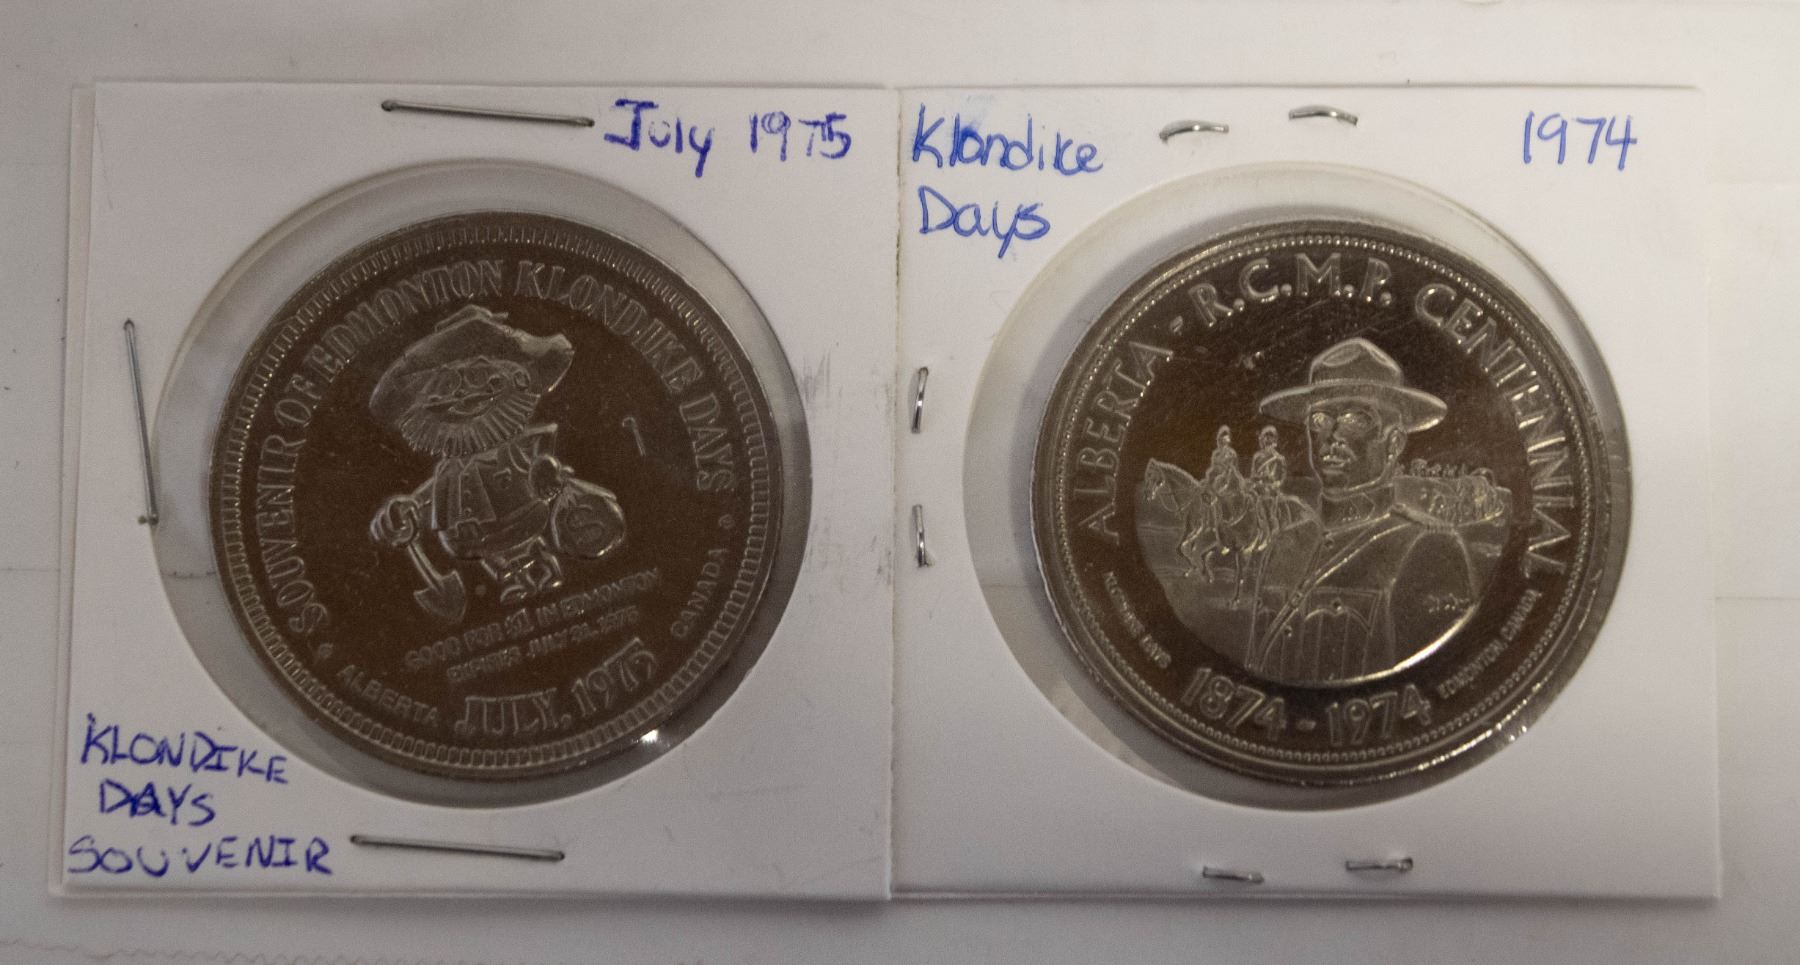 July 1975
SOUVENIR OF EDMONTON KLONDIKE DAYS
1
$
GOOD FOR $1 IN EDMONTON
EXPIRES JULY 31, 1975
ALBERTA
JULY, 1975
CANADA
KLONDIKE
DAYS
SOUVENIR
Klondike
Days
1974
ALBERTA - R.C.M.P. CENTENNIAL
KLONDIKE DAYS
1874-1974
EDMONTON, CANADA